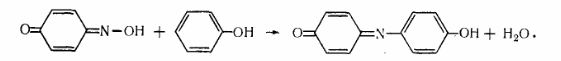 O=〈〉=N—OH + 〈〉—OH → O=〈〉=N—〈〉—OH + H₂O.